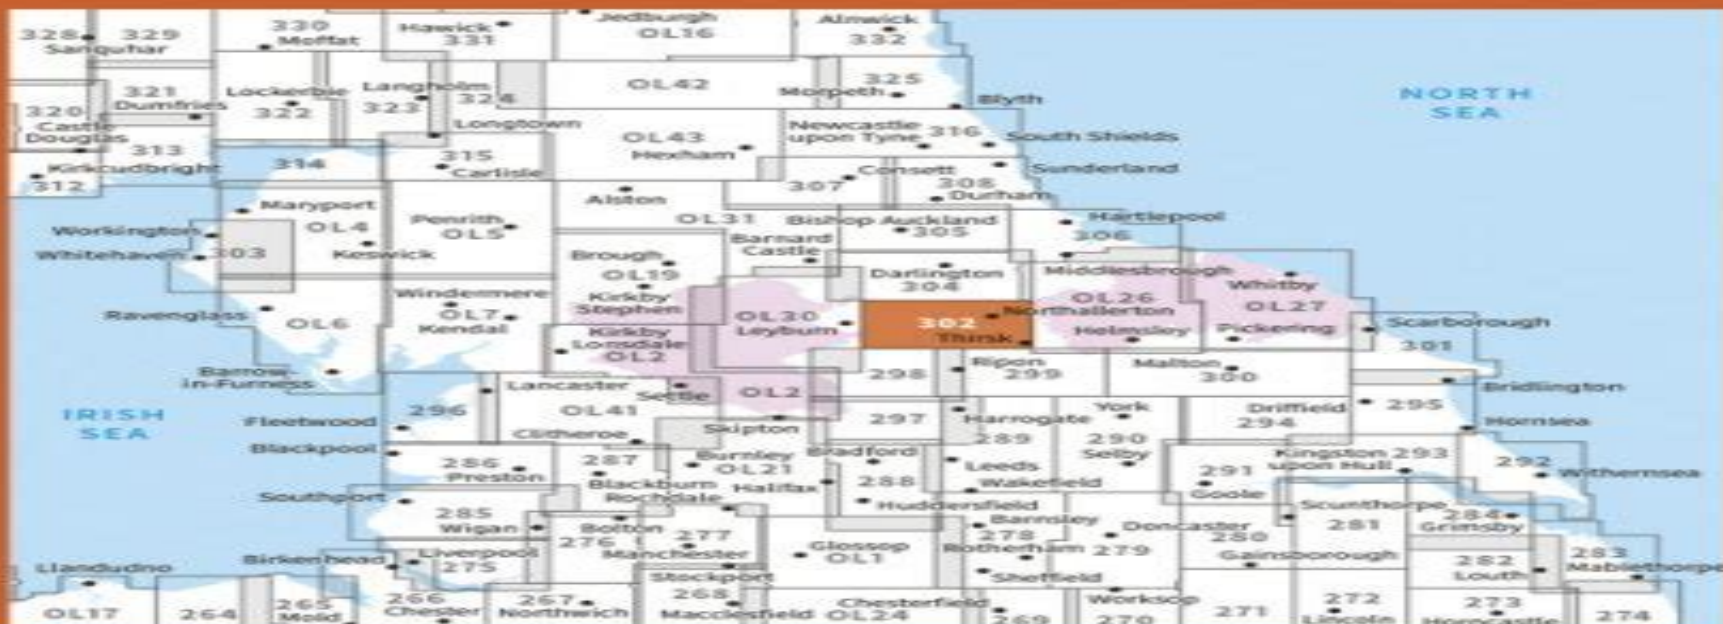 328
329
Sanquhar
330
Moffat
Hawick
331
Jedburgh
OL16
Alnwick
332
NORTH
SEA
321
Dumfries
Lockerbie
322
Langholm
323
324
OL42
325
Morpeth
Blyth
320
Castle
Douglas
Longtown
OL43
Hexham
Newcastle
upon Tyne
316
South Shields
313
Kirkcudbright
312
314
315
Carlisle
Consett
307
308
Durham
Sunderland
Maryport
OL4
Penrith
OL5
Alston
OL31
Bishop Auckland
305
Hartlepool
306
Workington
Whitehaven
303
Keswick
Brough
OL19
Kirkby
Stephen
Barnard
Castle
Darlington
304
Middlesbrough
Whitby
Ravenglass
OL6
Windermere
OL7
Kendal
Kirkby
Lonsdale
OL2
OL30
Leyburn
302
Northallerton
Thirsk
OL26
Helmsley
OL27
Pickering
Scarborough
301
Barrow-
in-Furness
Lancaster
OL41
Settle
OL2
298
Ripon
299
Malton
300
Bridlington
IRISH
SEA
Fleetwood
296
Clitheroe
Skipton
297
Harrogate
289
York
290
Selby
Driffield
294
295
Hornsea
Blackpool
286
Preston
287
Blackburn
Burnley
OL21
Rochdale
Halifax
Bradford
288
Huddersfield
Leeds
Wakefield
291
Goole
Kingston
upon Hull
293
292
Withernsea
Southport
285
Wigan
Bolton
276
277
Manchester
Glossop
OL1
Barnsley
278
Rotherham
279
Doncaster
280
Gainsborough
Scunthorpe
281
284
Grimsby
Llandudno
Birkenhead
Liverpool
275
Stockport
Sheffield
282
Louth
283
Mablethorpe
OL17
264
265
Mold
266
Chester
267
Northwich
268
Macclesfield
Chesterfield
OL24
269
Worksop
270
271
272
Lincoln
273
Horncastle
274